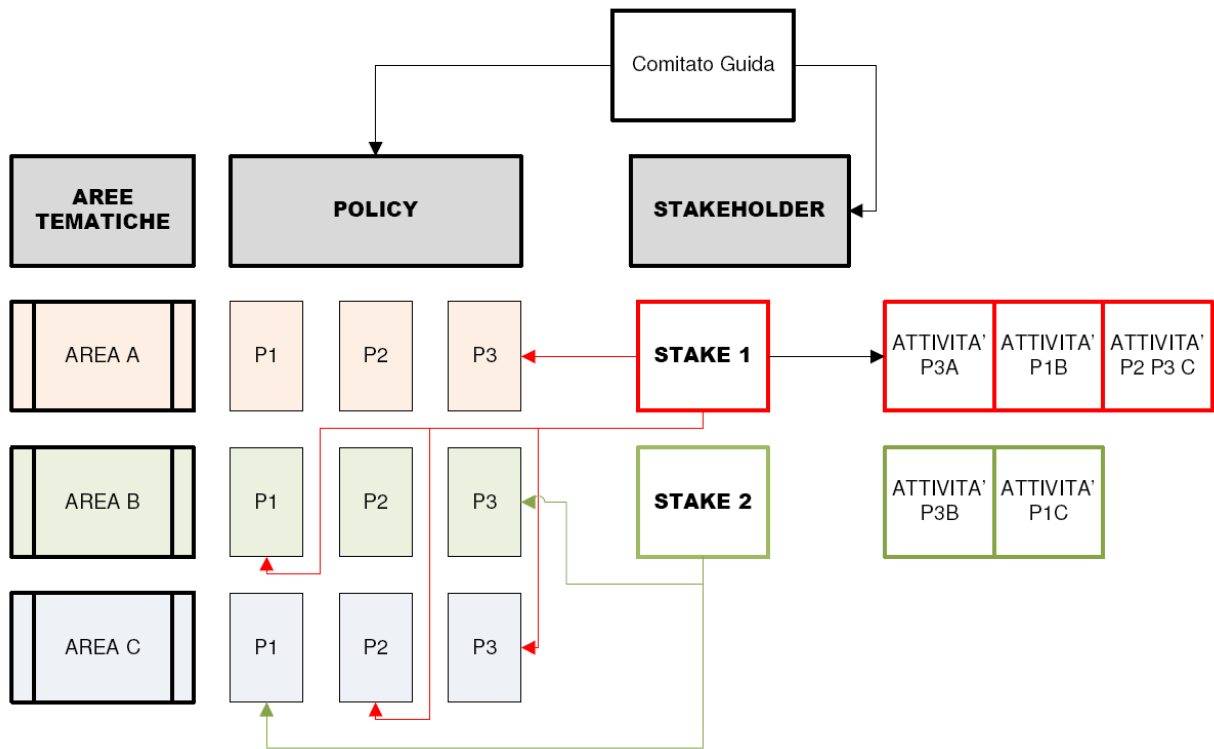 Comitato Guida
AREE
TEMATICHE
POLICY
STAKEHOLDER
AREA A
P1
P2
P3
STAKE 1
ATTIVITA'
P3A
ATTIVITA'
P1B
ATTIVITA'
P2 P3 C
AREA B
P1
P2
P3
STAKE 2
ATTIVITA'
P3B
ATTIVITA'
P1C
AREA C
P1
P2
P3